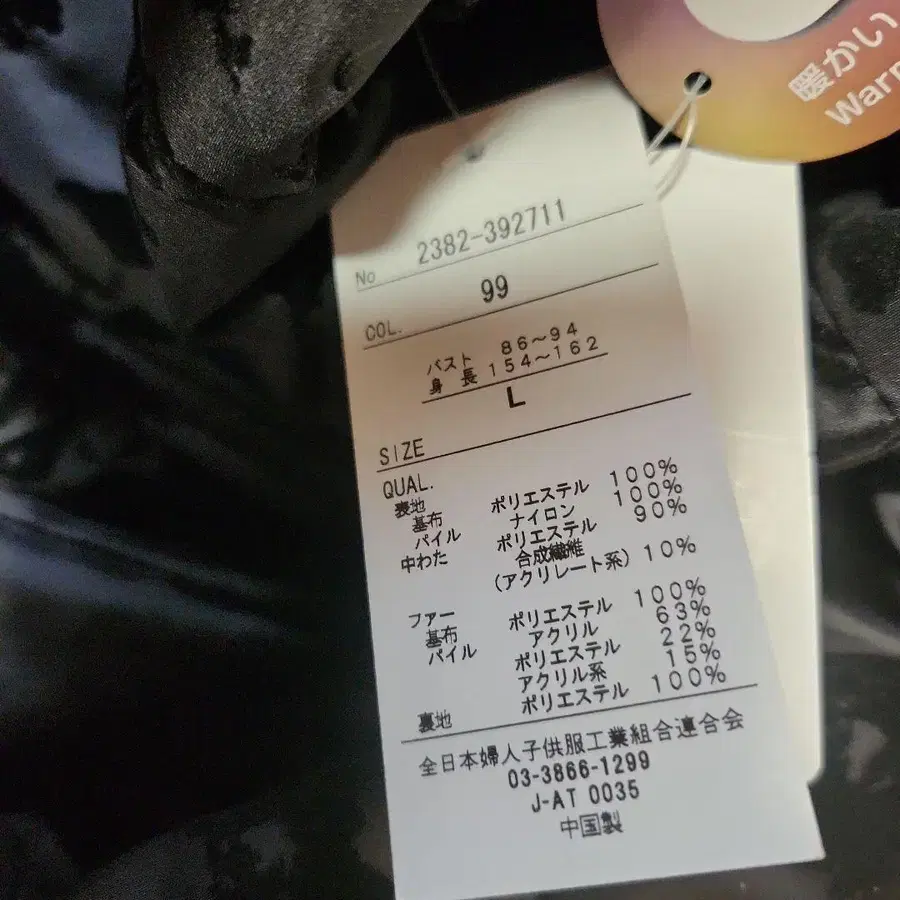 暖かい
Warm
No 2382-392711
COL. 99
バスト 86～94
身長 154～162
L
SIZE
QUAL.
表地
基布 ポリエステル 100%
パイル ナイロン 100%
中わた ポリエステル 90%
合成繊維
(アクリレート系) 10%
ファー
基布 ポリエステル 100%
パイル アクリル 63%
ポリエステル 22%
アクリル系 15%
裏地 ポリエステル 100%
全日本婦人子供服工業組合連合会
03-3866-1299
J-AT 0035
中国製